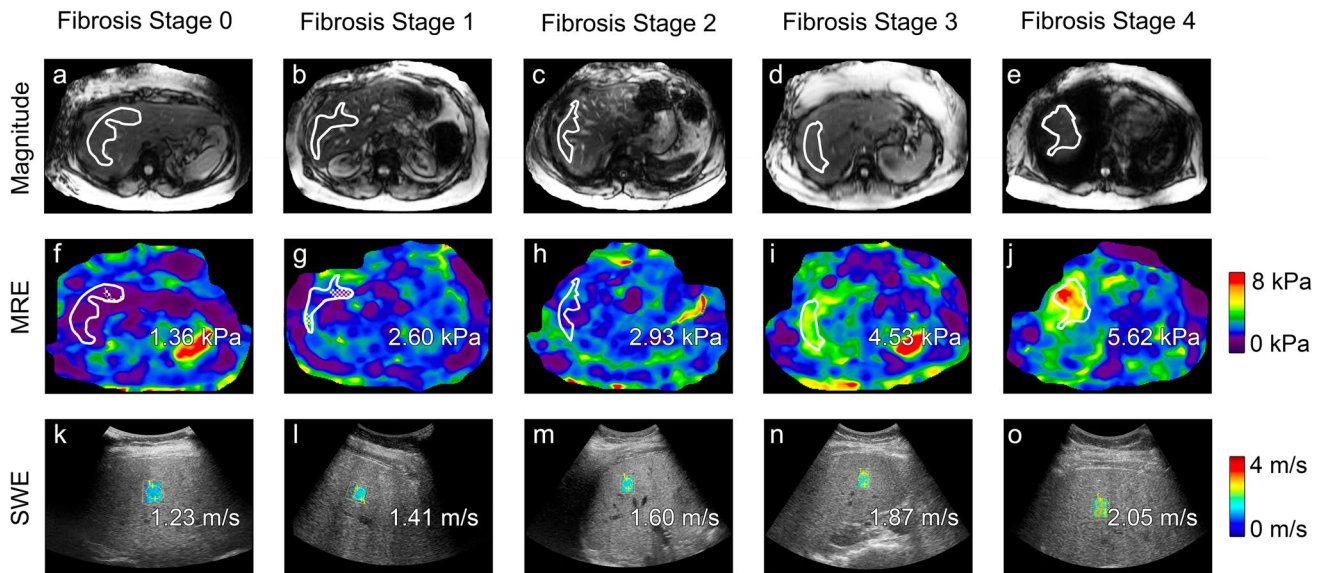 Fibrosis Stage 0 Fibrosis Stage 1 Fibrosis Stage 2 Fibrosis Stage 3 Fibrosis Stage 4
Magnitude
a b c d e
MRE
f g h i j
1.36 kPa 2.60 kPa 2.93 kPa 4.53 kPa 5.62 kPa
8 kPa
0 kPa
SWE
k l m n o
1.23 m/s 1.41 m/s 1.60 m/s 1.87 m/s 2.05 m/s
4 m/s
0 m/s